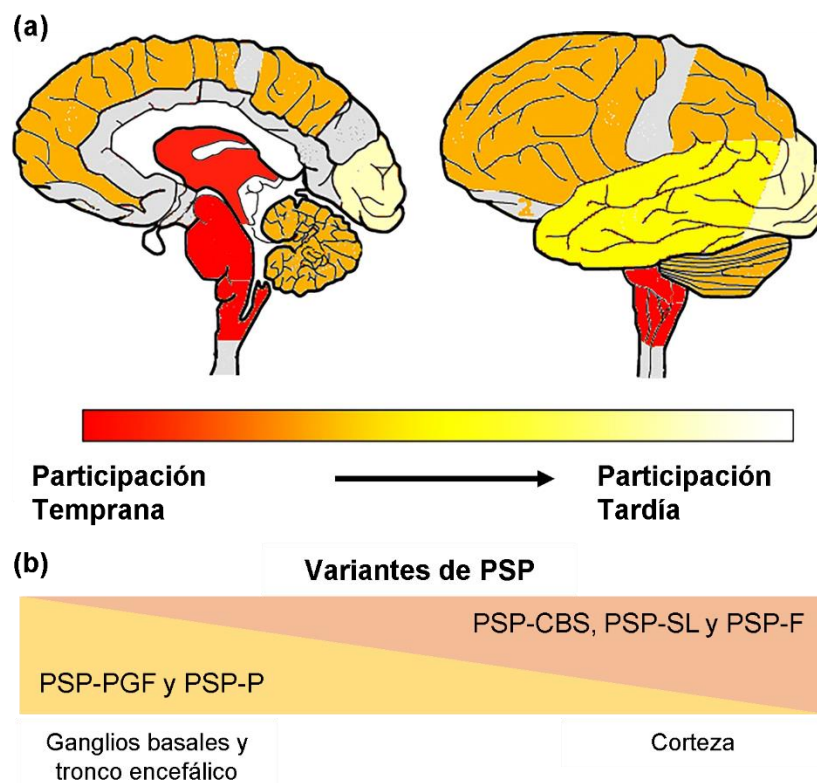 (a)
Participación
Temprana
Participación
Tardía
(b)
Variantes de PSP
PSP-CBS, PSP-SL y PSP-F
PSP-PGF y PSP-P
Ganglios basales y
tronco encefálico
Corteza